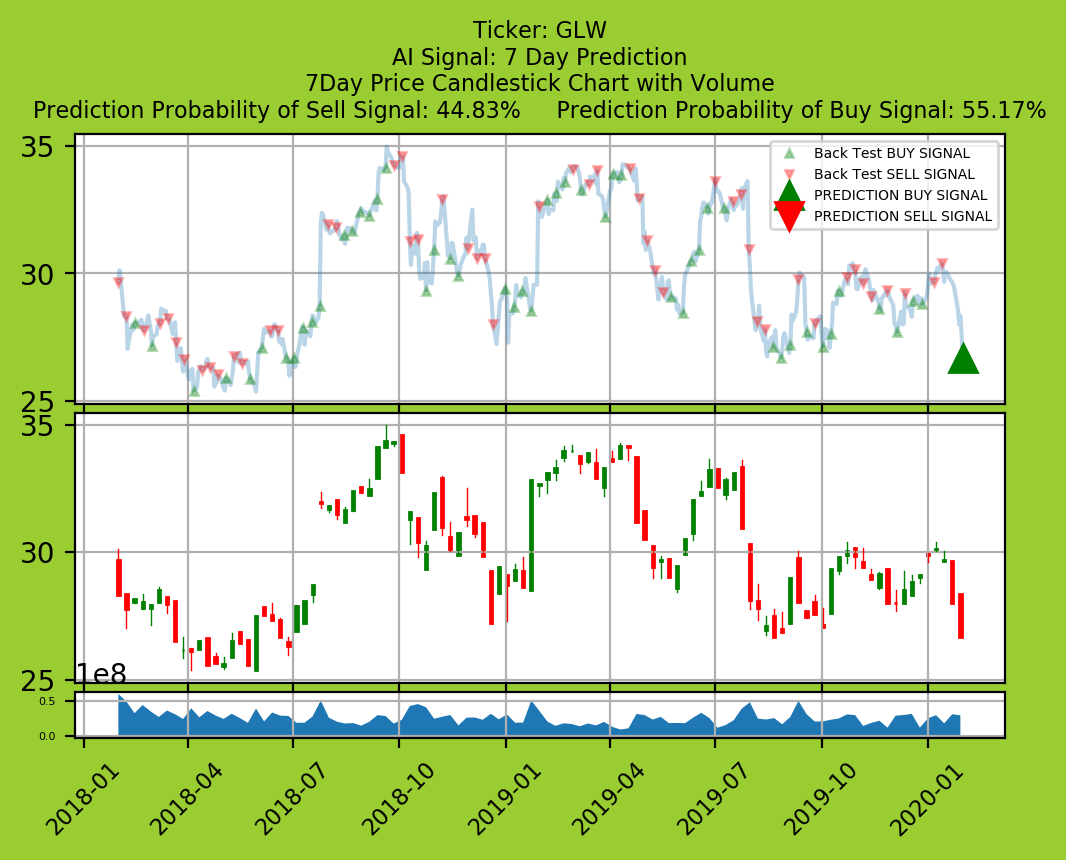 Ticker: GLW
AI Signal: 7 Day Prediction
7Day Price Candlestick Chart with Volume
Prediction Probability of Sell Signal: 44.83%     Prediction Probability of Buy Signal: 55.17%
35
30
25
Back Test BUY SIGNAL
Back Test SELL SIGNAL
PREDICTION BUY SIGNAL
PREDICTION SELL SIGNAL
35
30
25
1e8
0.5
0.0
2018-01
2018-04
2018-07
2018-10
2019-01
2019-04
2019-07
2019-10
2020-01